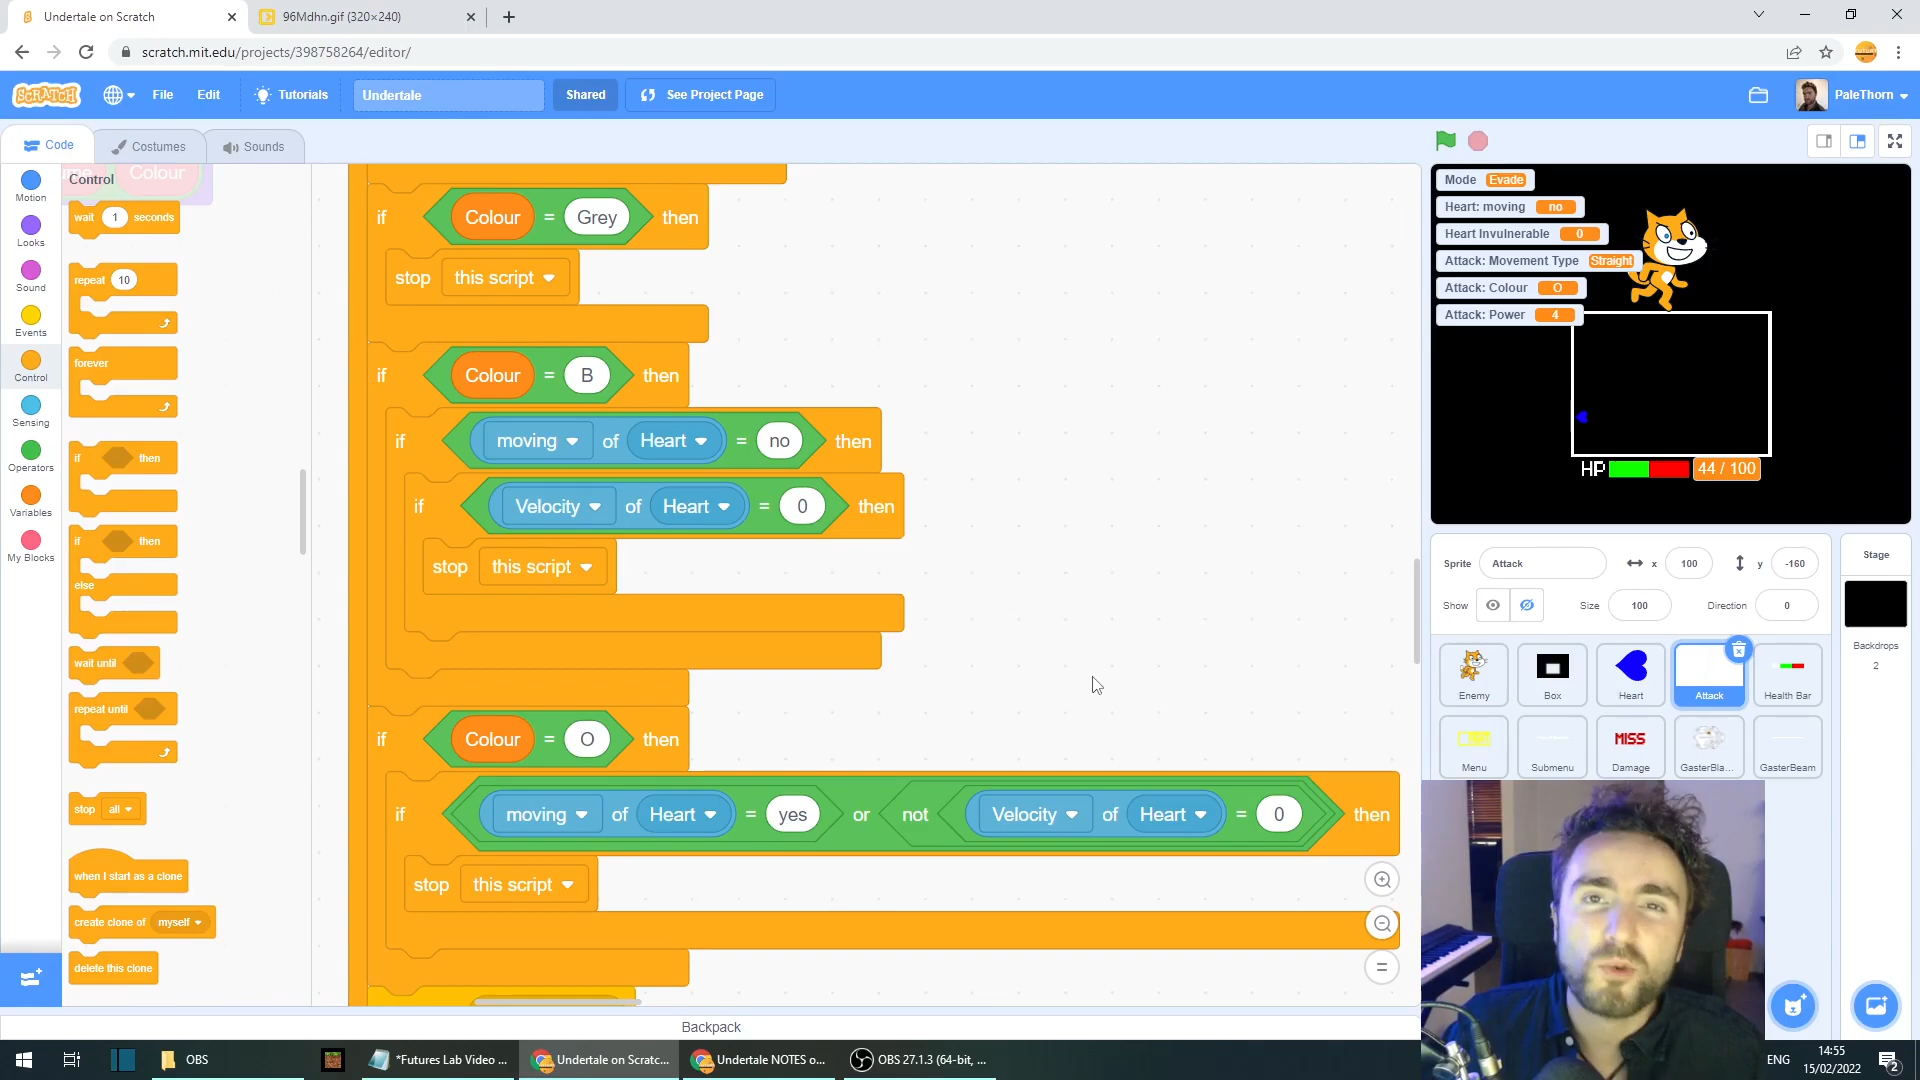 Undertale on Scratch
96Mdhn.gif (320×240)
scratch.mit.edu/projects/398758264/editor/
SCRATCH
File
Edit
Tutorials
Undertale
Shared
See Project Page
PaleThorn
Code
Costumes
Sounds
Motion
Looks
Sound
Events
Control
Sensing
Operators
Variables
My Blocks
Colour
Control
wait 1 seconds
repeat 10
forever
if then
if then
else
wait until
repeat until
stop all
when I start as a clone
create clone of myself
delete this clone
if Colour = Grey then
stop this script
if Colour = B then
if moving of Heart = no then
if Velocity of Heart = 0 then
stop this script
if Colour = O then
if moving of Heart = yes or not Velocity of Heart = 0 then
stop this script
Backpack
Mode Evade
Heart: moving no
Heart Invulnerable 0
Attack: Movement Type Straight
Attack: Colour O
Attack: Power 4
HP 44 / 100
Sprite Attack x 100 y -160
Show Size 100 Direction 0
Stage
Backdrops
2
Enemy
Box
Heart
Attack
Health Bar
Menu
Submenu
MISS
Damage
GasterBla...
GasterBeam
OBS
*Futures Lab Video ...
Undertale on Scratc...
Undertale NOTES o...
OBS 27.1.3 (64-bit, ...
ENG
14:55
15/02/2022
2